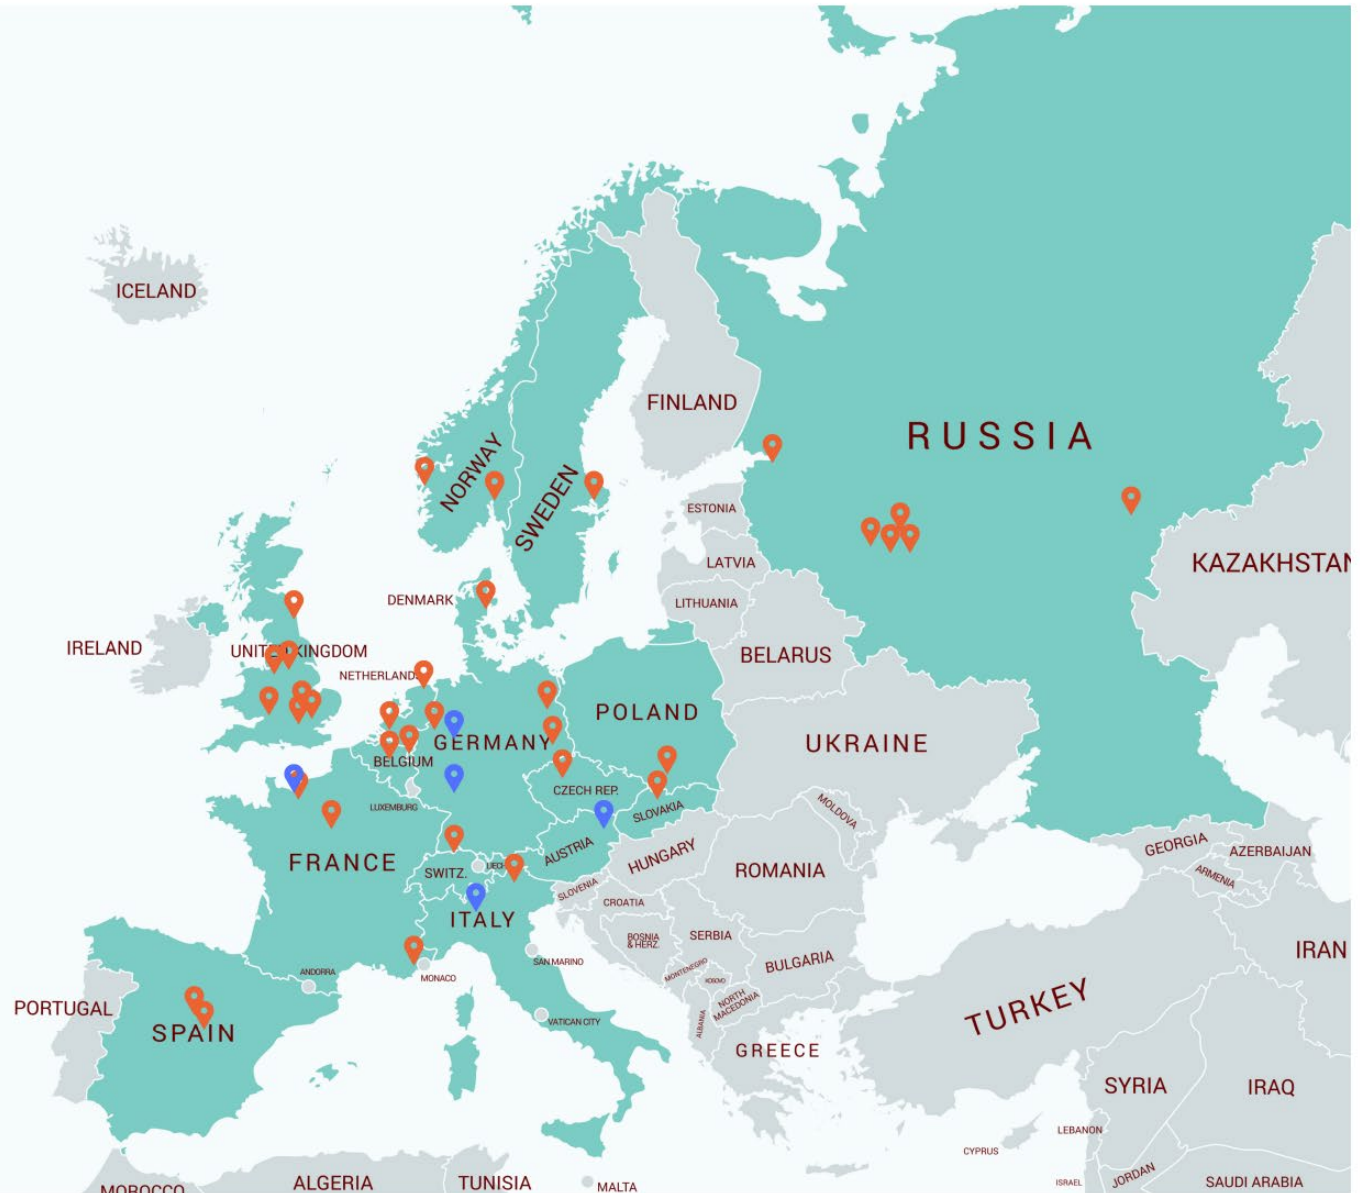 ICELAND
FINLAND
RUSSIA
NORWAY
SWEDEN
ESTONIA
LATVIA
LITHUANIA
KAZAKHSTAN
DENMARK
IRELAND
UNITED KINGDOM
NETHERLAND
BELARUS
POLAND
GERMANY
UKRAINE
BELGIUM
CZECH REP.
LUXEMBURG
SLOVAKIA
MOLDOVA
FRANCE
SWITZ.
LIECH
AUSTRIA
HUNGARY
ROMANIA
GEORGIA
AZERBAIJAN
ARMENIA
SLOVENIA
CROATIA
ITALY
BOSNIA
& HERZ.
SERBIA
SAN MARINO
MONACO
ANDORRA
MONTENEGRO
KOSOVO
BULGARIA
IRAN
PORTUGAL
SPAIN
VATICAN CITY
NORTH
MACEDONIA
ALBANIA
TURKEY
GREECE
SYRIA
IRAQ
LEBANON
CYPRUS
MOROCCO
ALGERIA
TUNISIA
MALTA
ISRAEL
JORDAN
SAUDI ARABIA